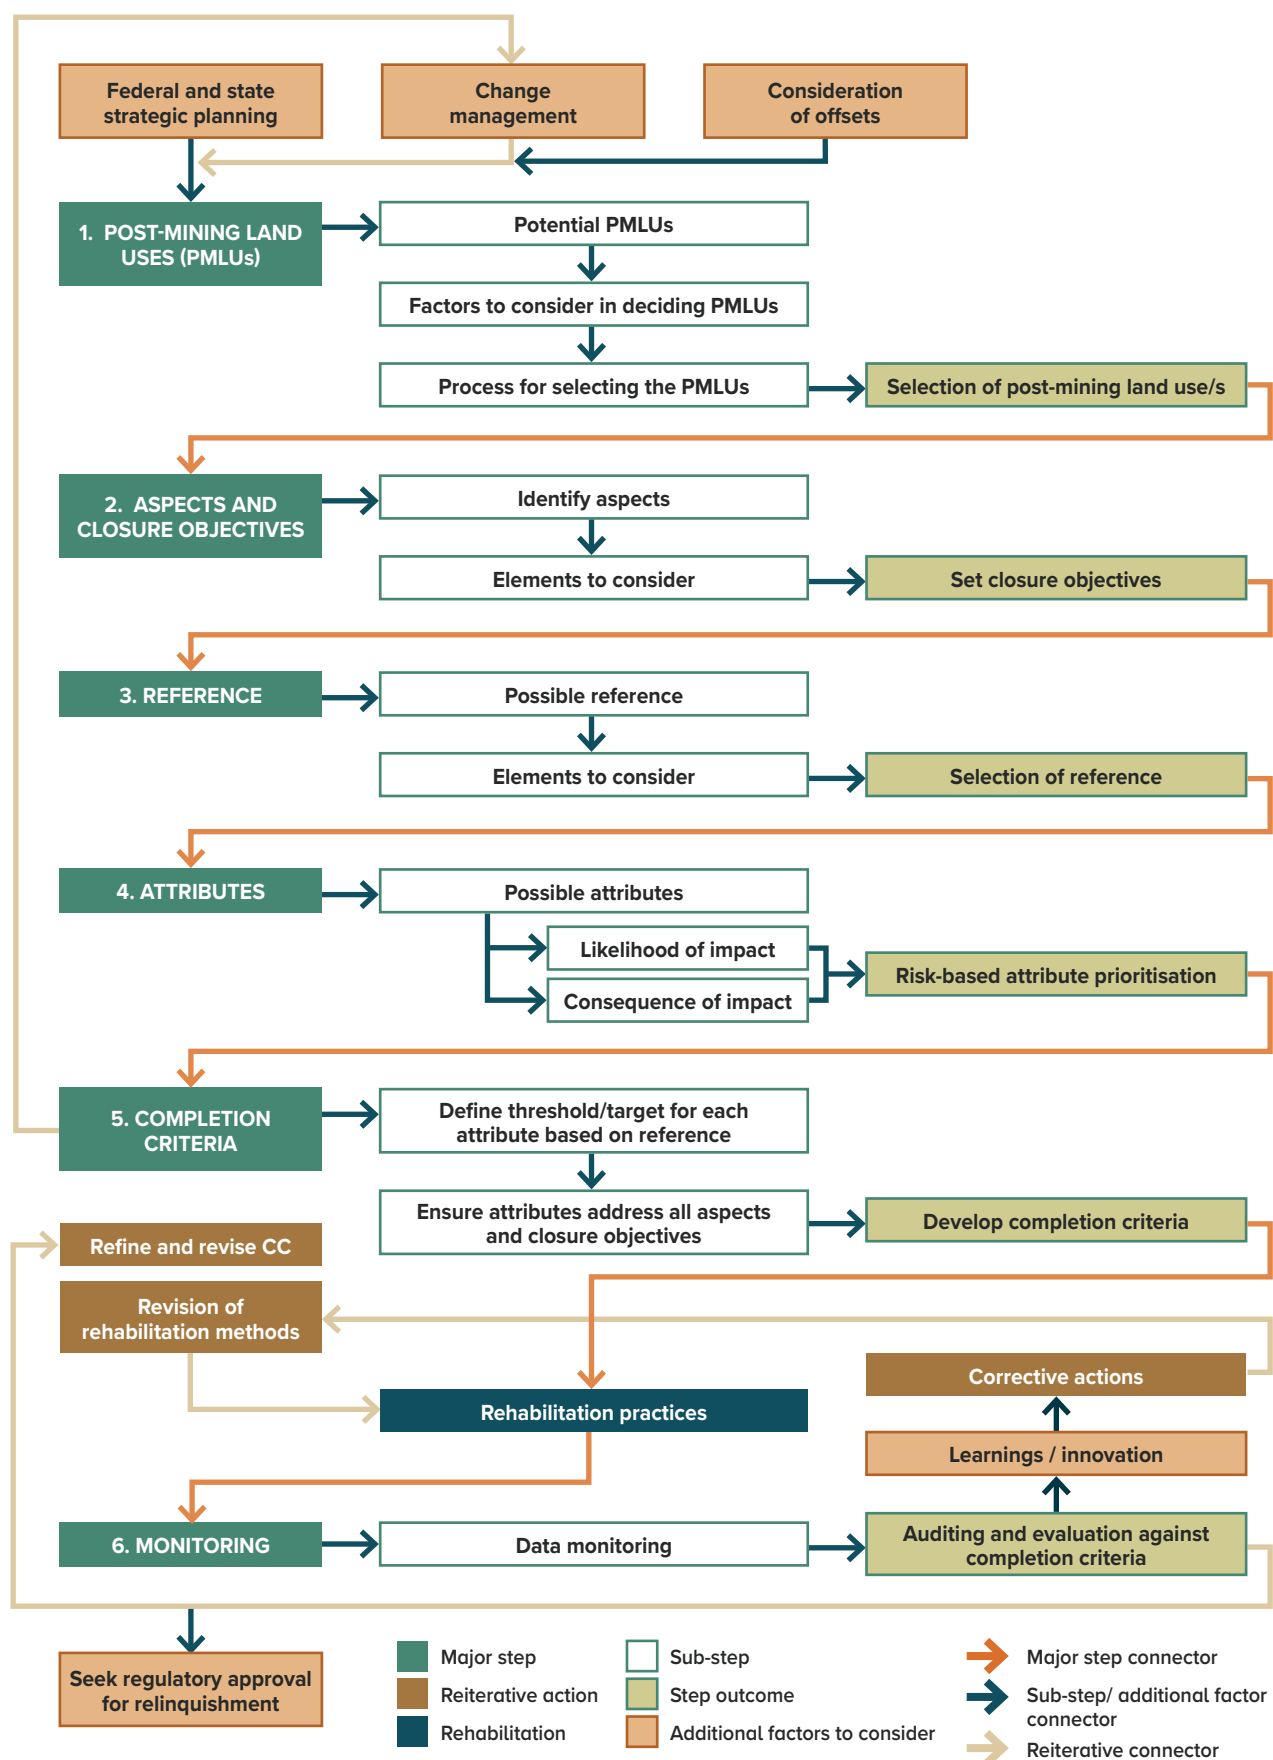 Federal and state
strategic planning
Change
management
Consideration
of offsets
1. POST-MINING LAND
USES (PMLUs)
Potential PMLUs
Factors to consider in deciding PMLUs
Process for selecting the PMLUs
Selection of post-mining land use/s
2. ASPECTS AND
CLOSURE OBJECTIVES
Identify aspects
Elements to consider
Set closure objectives
3. REFERENCE
Possible reference
Elements to consider
Selection of reference
4. ATTRIBUTES
Possible attributes
Likelihood of impact
Consequence of impact
Risk-based attribute prioritisation
5. COMPLETION
CRITERIA
Define threshold/target for each
attribute based on reference
Ensure attributes address all aspects
and closure objectives
Develop completion criteria
Refine and revise CC
Revision of
rehabilitation methods
Rehabilitation practices
Corrective actions
Learnings / innovation
6. MONITORING
Data monitoring
Auditing and evaluation against
completion criteria
Seek regulatory approval
for relinquishment
Major step
Reiterative action
Rehabilitation
Sub-step
Step outcome
Additional factors to consider
Major step connector
Sub-step/ additional factor
connector
Reiterative connector